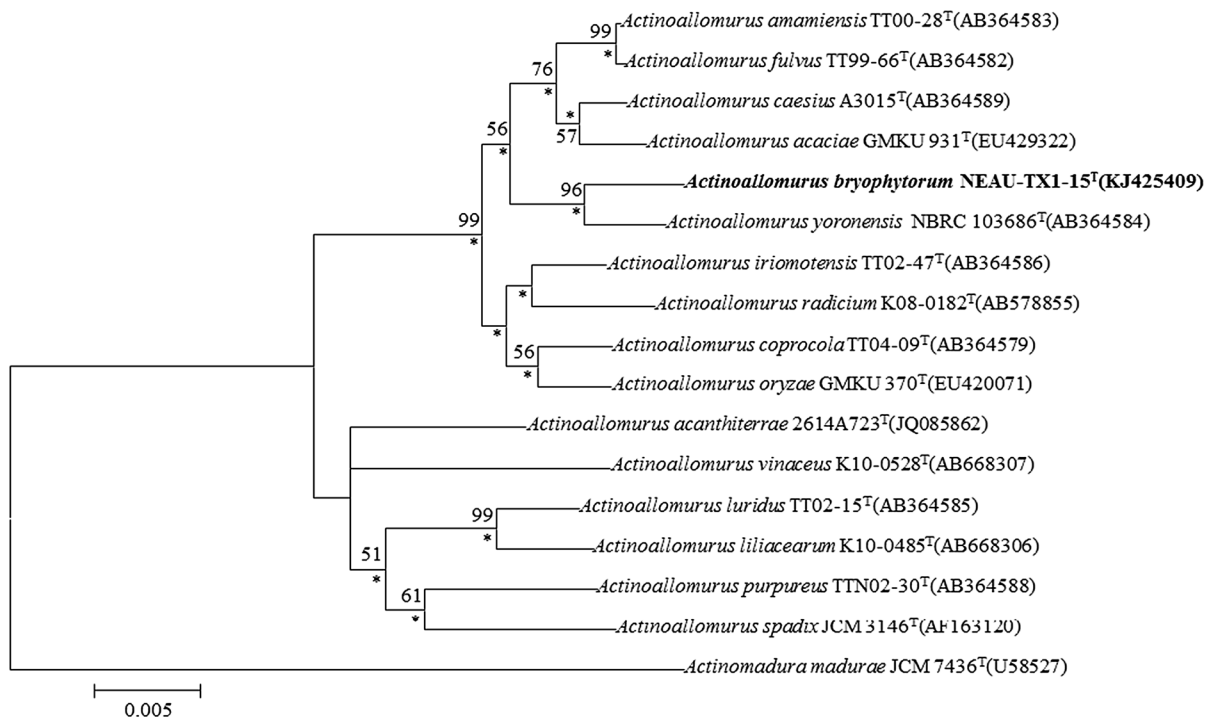 Actinoallomurus amamiensis TT00-28T(AB364583)
99
*
Actinoallomurus fulvus TT99-66T(AB364582)
76
*
Actinoallomurus caesius A3015T(AB364589)
*
57
Actinoallomurus acaciae GMKU 931T(EU429322)
56
*
Actinoallomurus bryophytorum NEAU-TX1-15T(KJ425409)
96
*
Actinoallomurus yoronensis NBRC 103686T(AB364584)
99
*
Actinoallomurus iriomotensis TT02-47T(AB364586)
*
Actinoallomurus radicium K08-0182T(AB578855)
*
Actinoallomurus coprocola TT04-09T(AB364579)
56
*
Actinoallomurus oryzae GMKU 370T(EU420071)
Actinoallomurus acanthiterrae 2614A723T(JQ085862)
Actinoallomurus vinaceus K10-0528T(AB668307)
Actinoallomurus luridus TT02-15T(AB364585)
99
*
Actinoallomurus liliacearum K10-0485T(AB668306)
51
*
Actinoallomurus purpureus TTN02-30T(AB364588)
61
*
Actinoallomurus spadix JCM 3146T(AF163120)
Actinomadura madurae JCM 7436T(U58527)
0.005